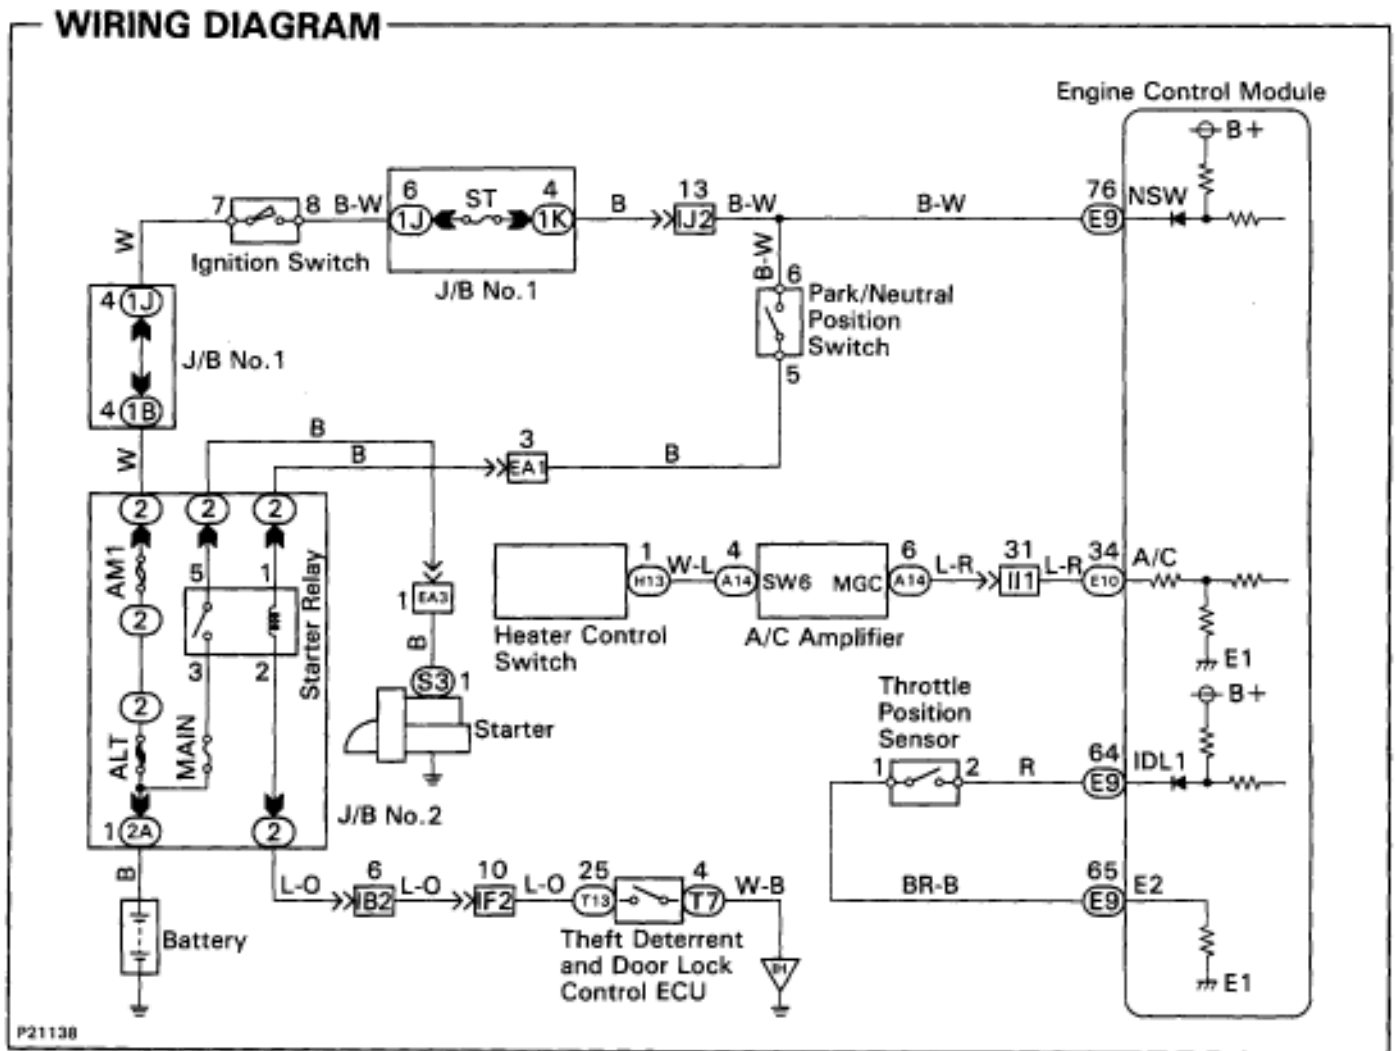 WIRING DIAGRAM
Engine Control Module
B+
7
8
B-W
6
1J
ST
4
1K
B
13
IJ2
B-W
B-W
76
E9
NSW
W
Ignition Switch
J/B No.1
B-W
6
Park/Neutral
Position
Switch
5
4
1J
J/B No.1
4
1B
W
B
B
3
EA1
B
2
2
2
AM1
5
1
Starter Relay
2
3
2
2
ALT
MAIN
1
2A
2
J/B No.2
1
EA3
B
S3
1
Starter
1
H13
W-L
4
A14
SW6
MGC
6
A14
L-R
31
II1
L-R
34
E10
A/C
Heater Control
Switch
A/C Amplifier
E1
B+
Throttle
Position
Sensor
1
2
R
64
E9
IDL1
BR-B
65
E9
E2
E1
B
Battery
L-O
6
IB2
L-O
10
IF2
L-O
25
T13
4
T7
W-B
Theft Deterrent
and Door Lock
Control ECU
IH
P21138